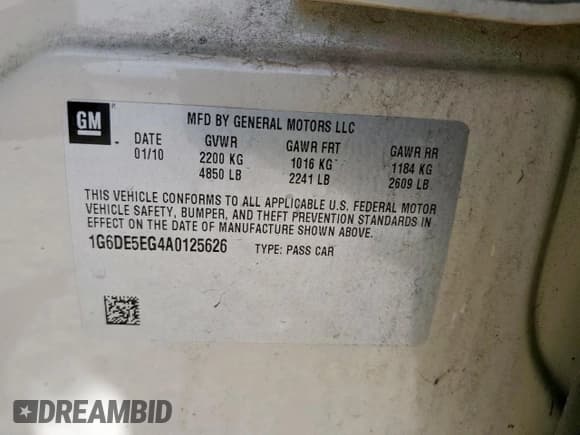 GM
MFD BY GENERAL MOTORS LLC
DATE GVWR GAWR FRT GAWR RR
01/10 2200 KG 1016 KG 1184 KG
4850 LB 2241 LB 2609 LB
THIS VEHICLE CONFORMS TO ALL APPLICABLE U.S. FEDERAL MOTOR
VEHICLE SAFETY, BUMPER, AND THEFT PREVENTION STANDARDS IN
EFFECT ON THE DATE OF MANUFACTURE SHOWN ABOVE.
1G6DE5EG4A0125626 TYPE: PASS CAR
DREAMBID